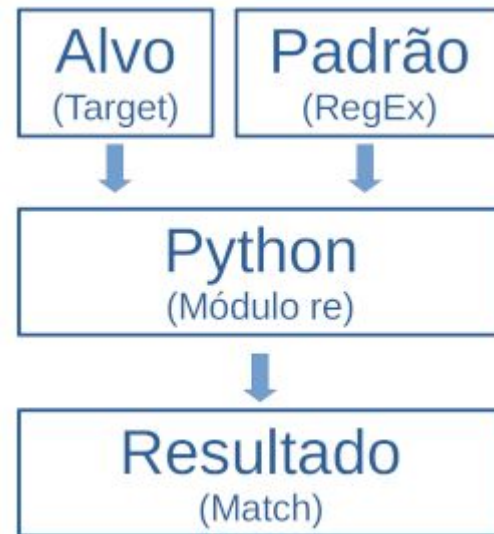 Alvo
(Target)
Padrão
(RegEx)
Python
(Módulo re)
Resultado
(Match)